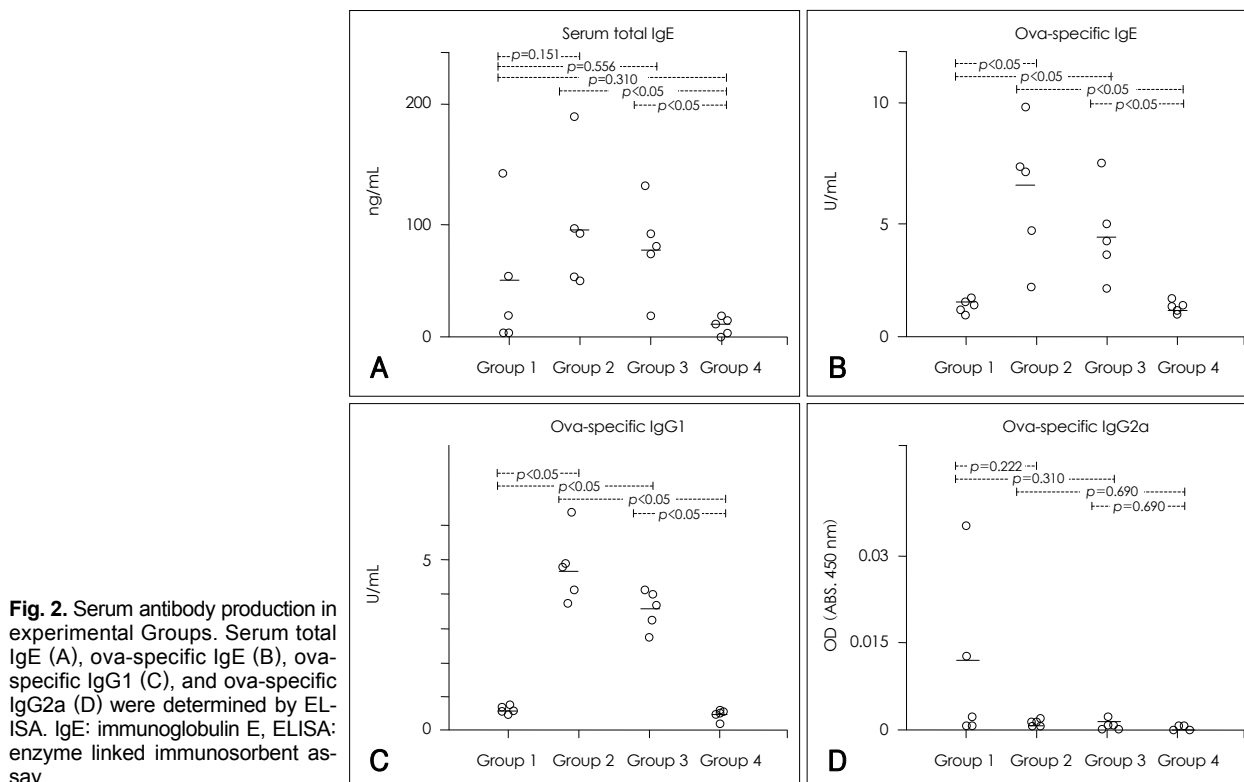 Serum total IgE
p=0.151
p=0.556
p=0.310
p<0.05
p<0.05
200
100
0
ng/mL
A
Group 1 Group 2 Group 3 Group 4
Ova-specific IgE
p<0.05
p<0.05
p<0.05
p<0.05
10
5
0
U/mL
B
Group 1 Group 2 Group 3 Group 4
Ova-specific IgG1
p<0.05
p<0.05
p<0.05
p<0.05
5
0
U/mL
C
Group 1 Group 2 Group 3 Group 4
Ova-specific IgG2a
p=0.222
p=0.310
p=0.690
p=0.690
0.03
0.015
0
OD (ABS. 450 nm)
D
Group 1 Group 2 Group 3 Group 4
Fig. 2. Serum antibody production in
experimental Groups. Serum total
IgE (A), ova-specific IgE (B), ova-
specific IgG1 (C), and ova-specific
IgG2a (D) were determined by EL-
ISA. IgE: immunoglobulin E, ELISA:
enzyme linked immunosorbent as-
say